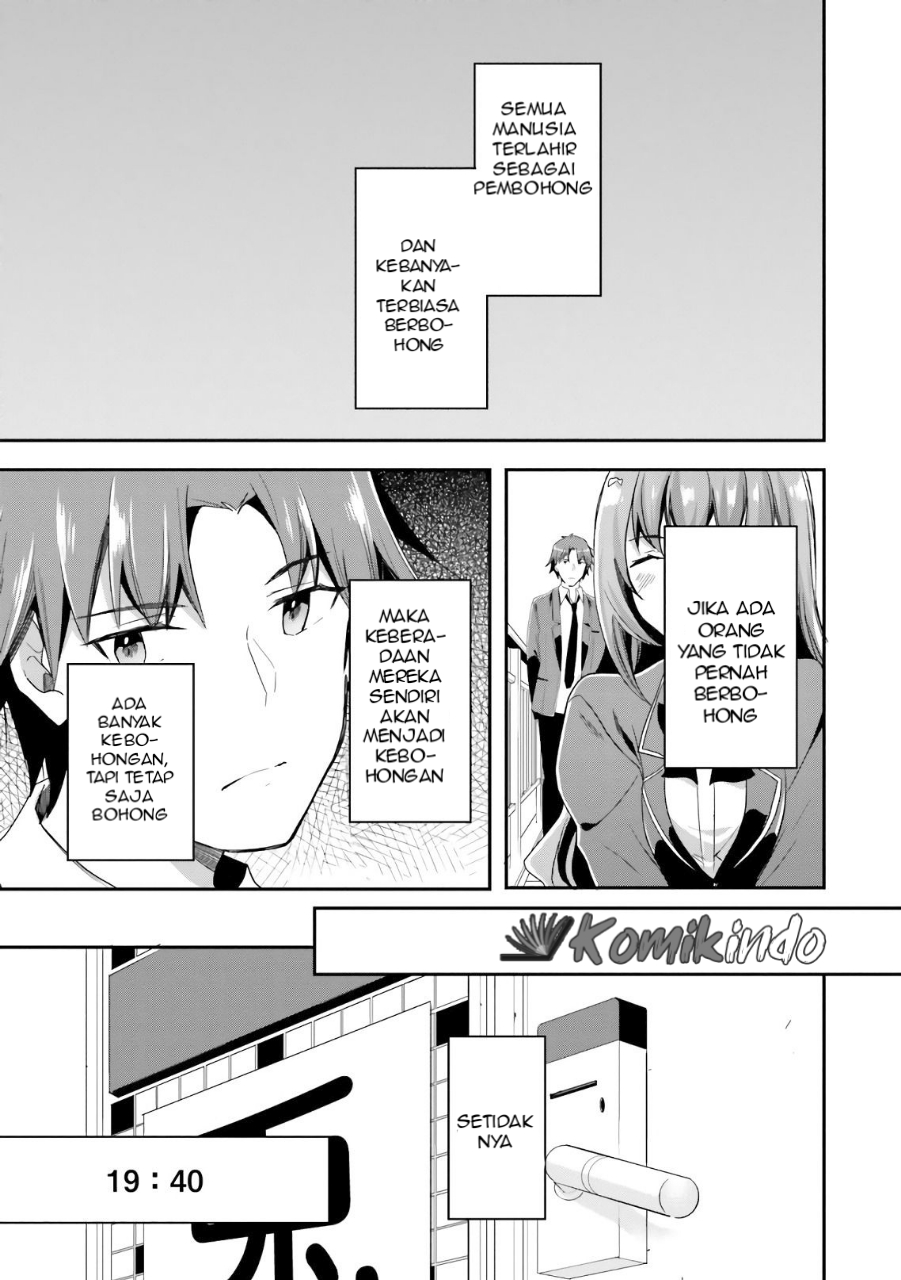 SEMUA
MANUSIA
TERLAHIR
SEBAGAI
PEMBOHONG
DAN
KEBANYA-
KAN
TERBIASA
BERBO-
HONG
JIKA ADA
ORANG
YANG TIDAK
PERNAH
BERBO-
HONG
MAKA
KEBERA-
DAAN
MEREKA
SENDIRI
AKAN
MENJADI
KEBO-
HONGAN
ADA
BANYAK
KEBO-
HONGAN,
TAPI TETAP
SAJA
BOHONG
Komikindo
SETIDAK
NYA
19:40